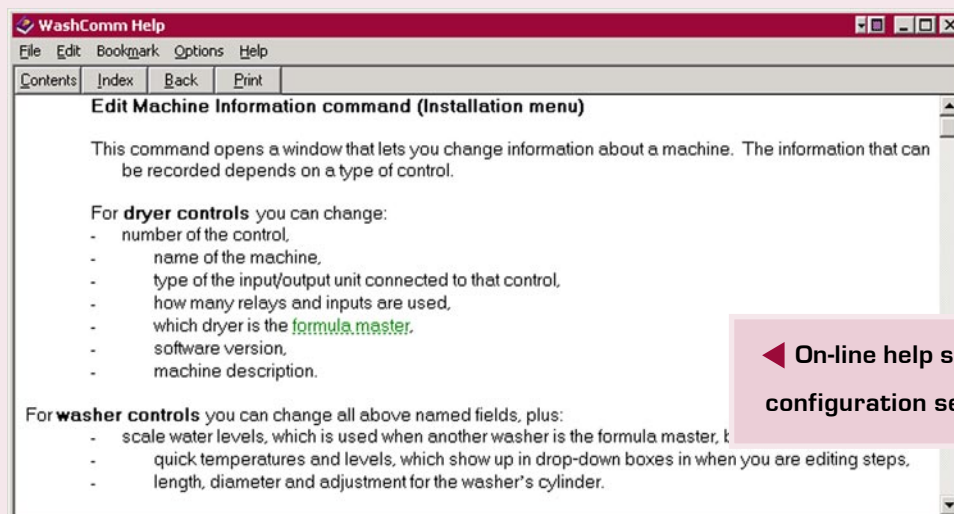 WashComm Help
File Edit Bookmark Options Help
Contents Index Back Print
Edit Machine Information command (Installation menu)
This command opens a window that lets you change information about a machine. The information that can
be recorded depends on a type of control.
For dryer controls you can change:
- number of the control,
- name of the machine,
- type of the input/output unit connected to that control,
- how many relays and inputs are used,
- which dryer is the formula master,
- software version,
- machine description.
For washer controls you can change all above named fields, plus:
- scale water levels, which is used when another washer is the formula master,
- quick temperatures and levels, which show up in drop-down boxes in when you are editing steps,
- length, diameter and adjustment for the washer's cylinder.
On-line help
configuration